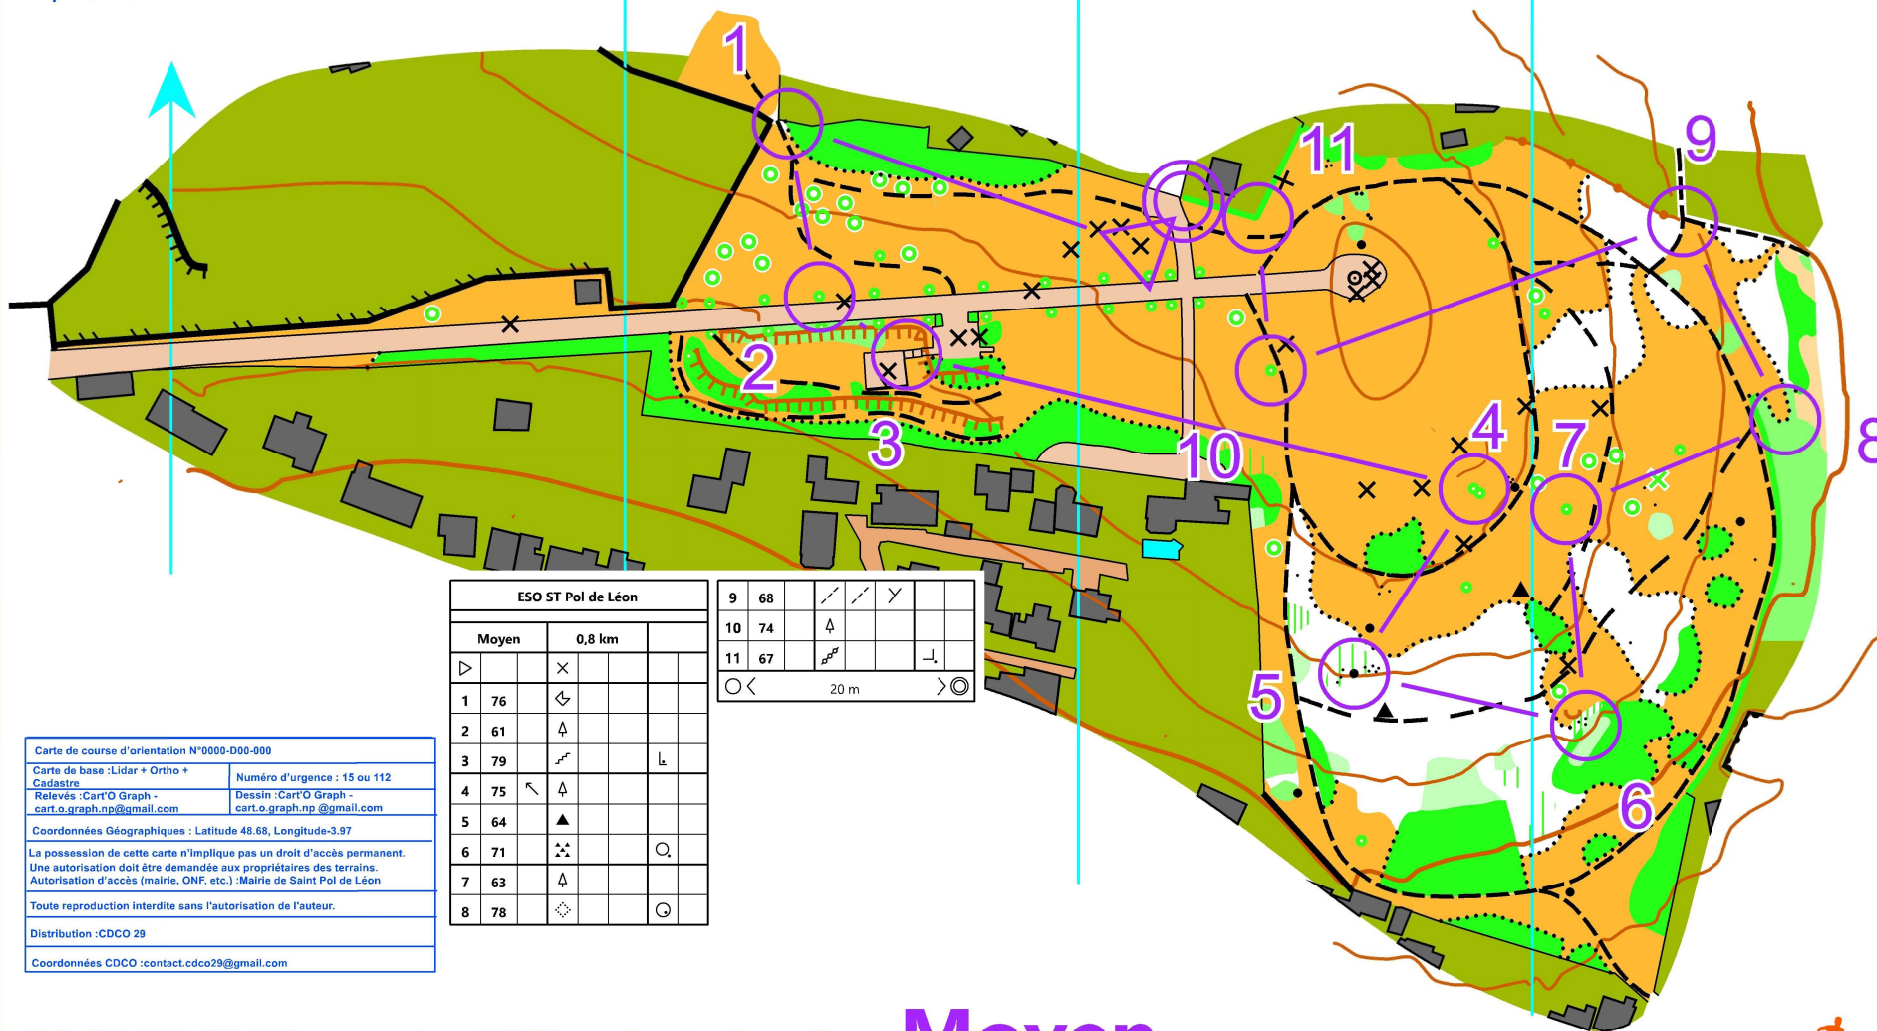 1
11
9
2
3
10
4
7
8
5
6
ESO ST Pol de Léon
Moyen 0,8 km
1 76
2 61
3 79
4 75
5 64
6 71
7 63
8 78
9 68
10 74
11 67
20 m
Carte de course d'orientation N°0000-D00-000
Carte de base :Lidar + Ortho +
Cadastre
Numéro d'urgence : 15 ou 112
Relevés :Cart'O Graph -
cart.o.graph.np@gmail.com
Dessin :Cart'O Graph -
cart.o.graph.np @gmail.com
Coordonnées Géographiques : Latitude 48.68, Longitude-3.97
La possession de cette carte n'implique pas un droit d'accès permanent.
Une autorisation doit être demandée aux propriétaires des terrains.
Autorisation d'accès (mairie, ONF, etc.) :Mairie de Saint Pol de Léon
Toute reproduction interdite sans l'autorisation de l'auteur.
Distribution :CDCO 29
Coordonnées CDCO :contact.cdco29@gmail.com
Moyen